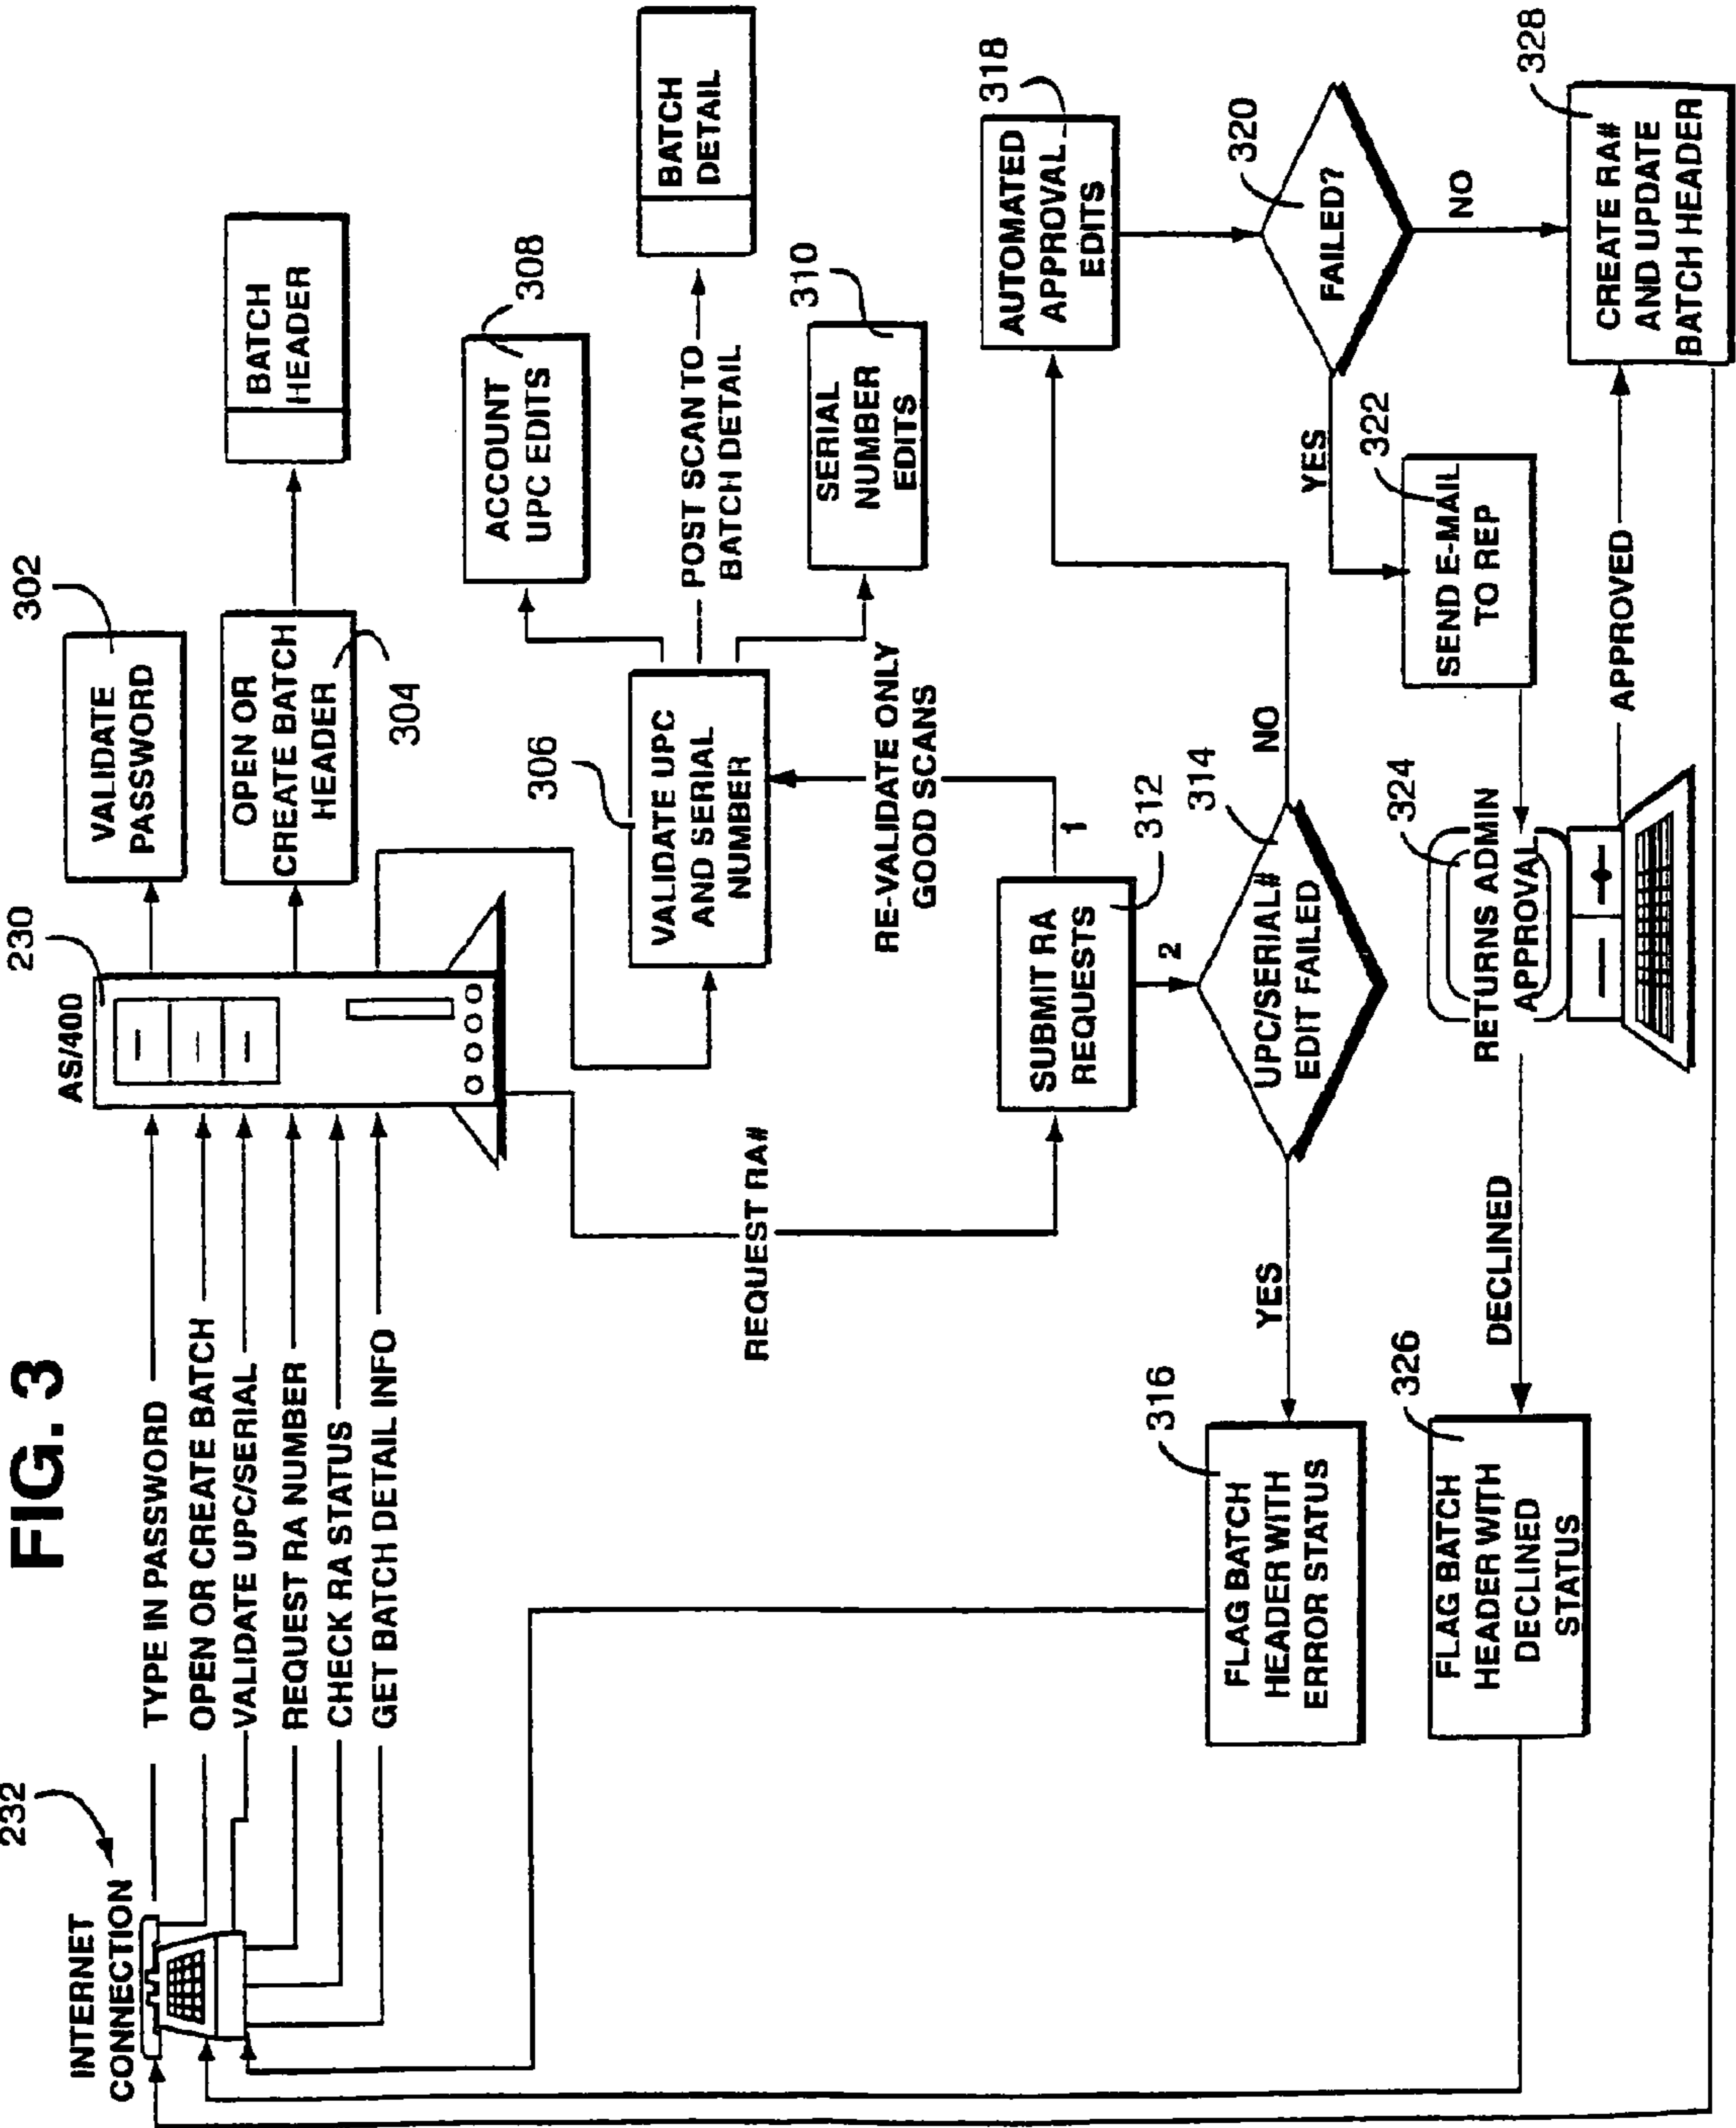 FIG. 3
232
INTERNET
CONNECTION
TYPE IN PASSWORD
OPEN OR CREATE BATCH
VALIDATE UPC/SERIAL
REQUEST RA NUMBER
CHECK RA STATUS
GET BATCH DETAIL INFO
AS/400
230
302
VALIDATE
PASSWORD
OPEN OR
CREATE BATCH
HEADER
304
BATCH
HEADER
306
VALIDATE UPC
AND SERIAL
NUMBER
ACCOUNT
UPC EDITS
308
POST SCAN TO
BATCH DETAIL
BATCH
DETAIL
SERIAL
NUMBER
EDITS
310
REQUEST RA#
RE-VALIDATE ONLY
GOOD SCANS
1
SUBMIT RA
REQUESTS
312
2
314
UPC/SERIAL#
EDIT FAILED
YES
NO
316
FLAG BATCH
HEADER WITH
ERROR STATUS
AUTOMATED
APPROVAL
EDITS
318
FAILED?
320
YES
NO
322
SEND E-MAIL
TO REP
324
RETURNS ADMIN
APPROVAL
DECLINED
APPROVED
326
FLAG BATCH
HEADER WITH
DECLINED
STATUS
CREATE RA#
AND UPDATE
BATCH HEADER
328